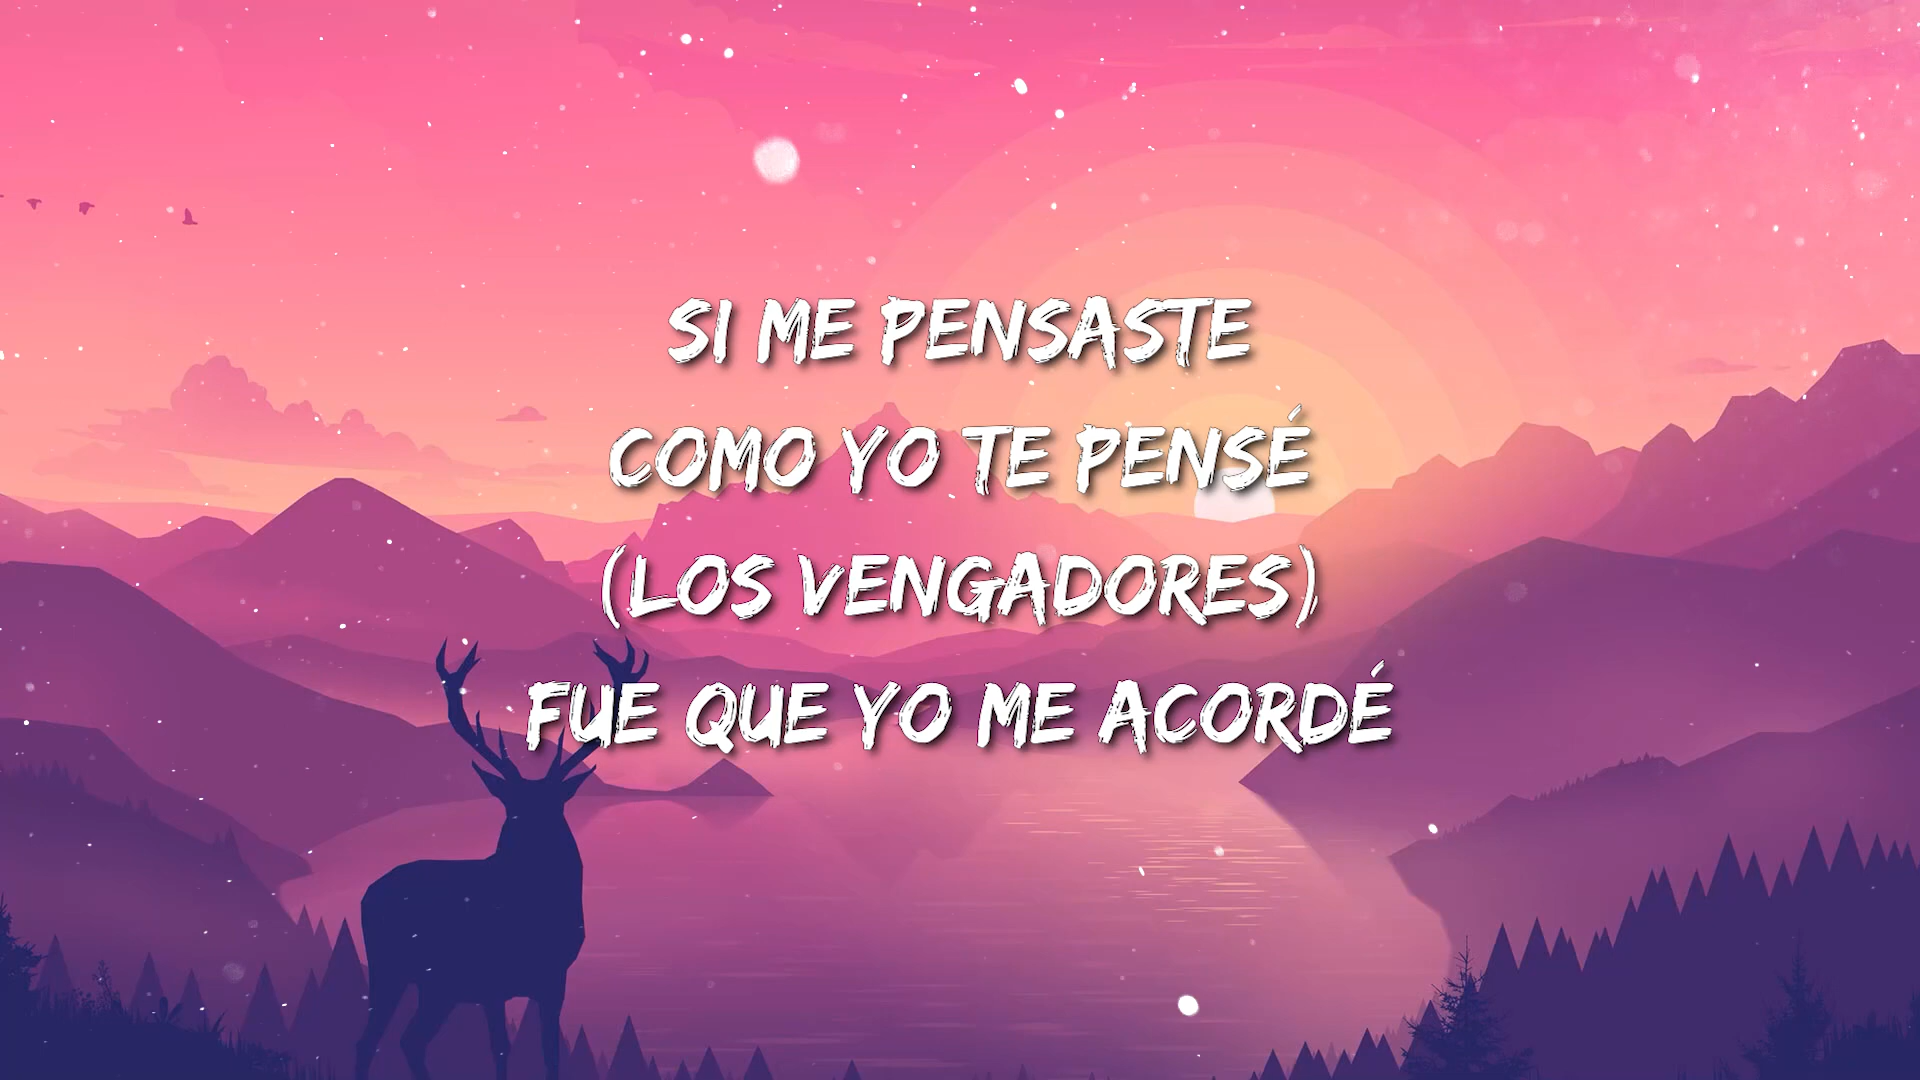 SI ME PENSASTE
COMO YO TE PENSÉ
(LOS VENGADORES)
FUE QUE YO ME ACORDÉ